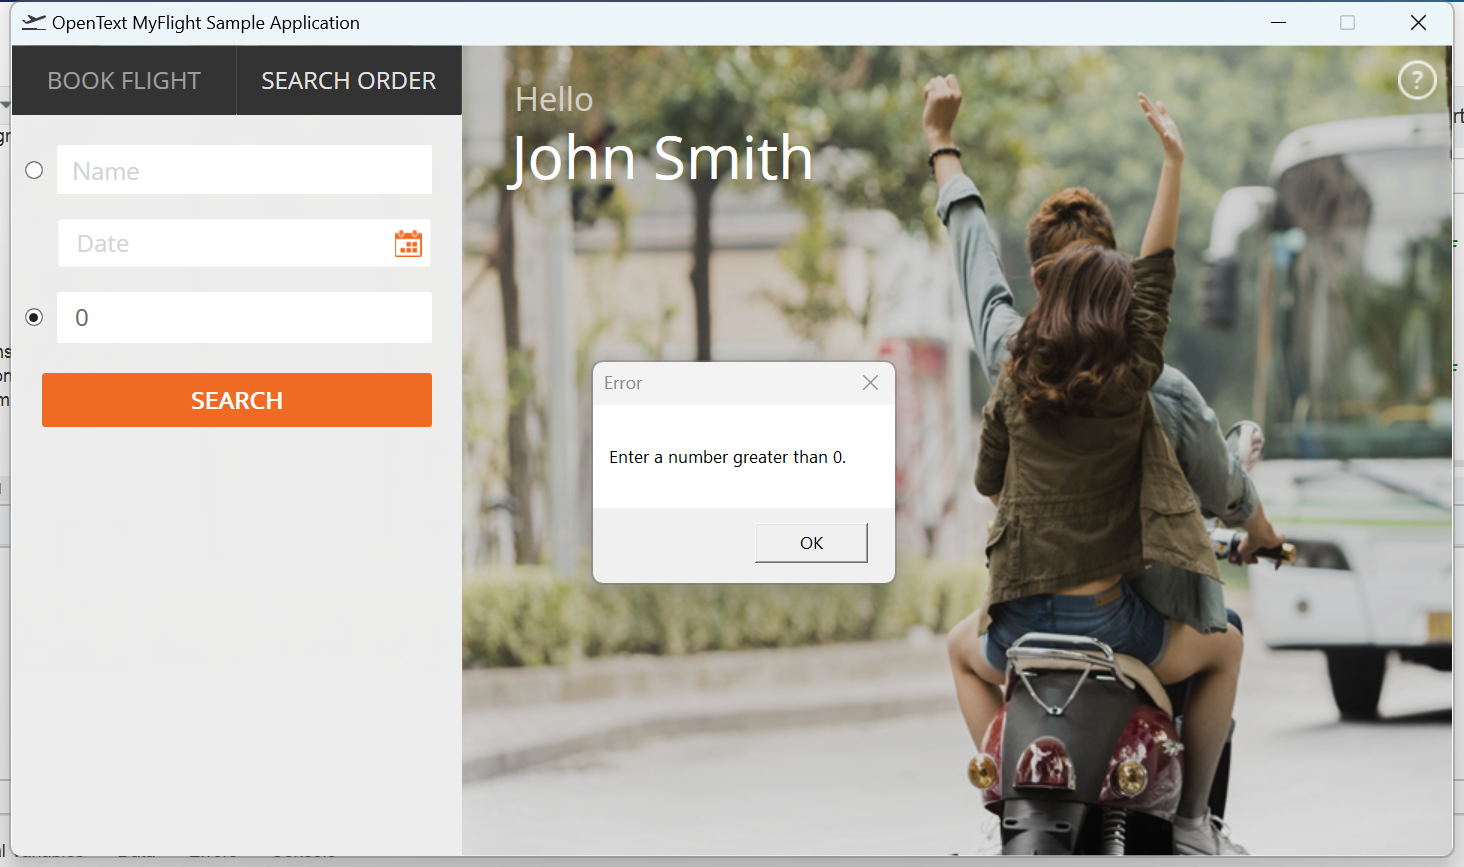 OpenText MyFlight Sample Application
BOOK FLIGHT
SEARCH ORDER
Name
Date
0
SEARCH
Hello
John Smith
?
Error
Enter a number greater than 0.
OK